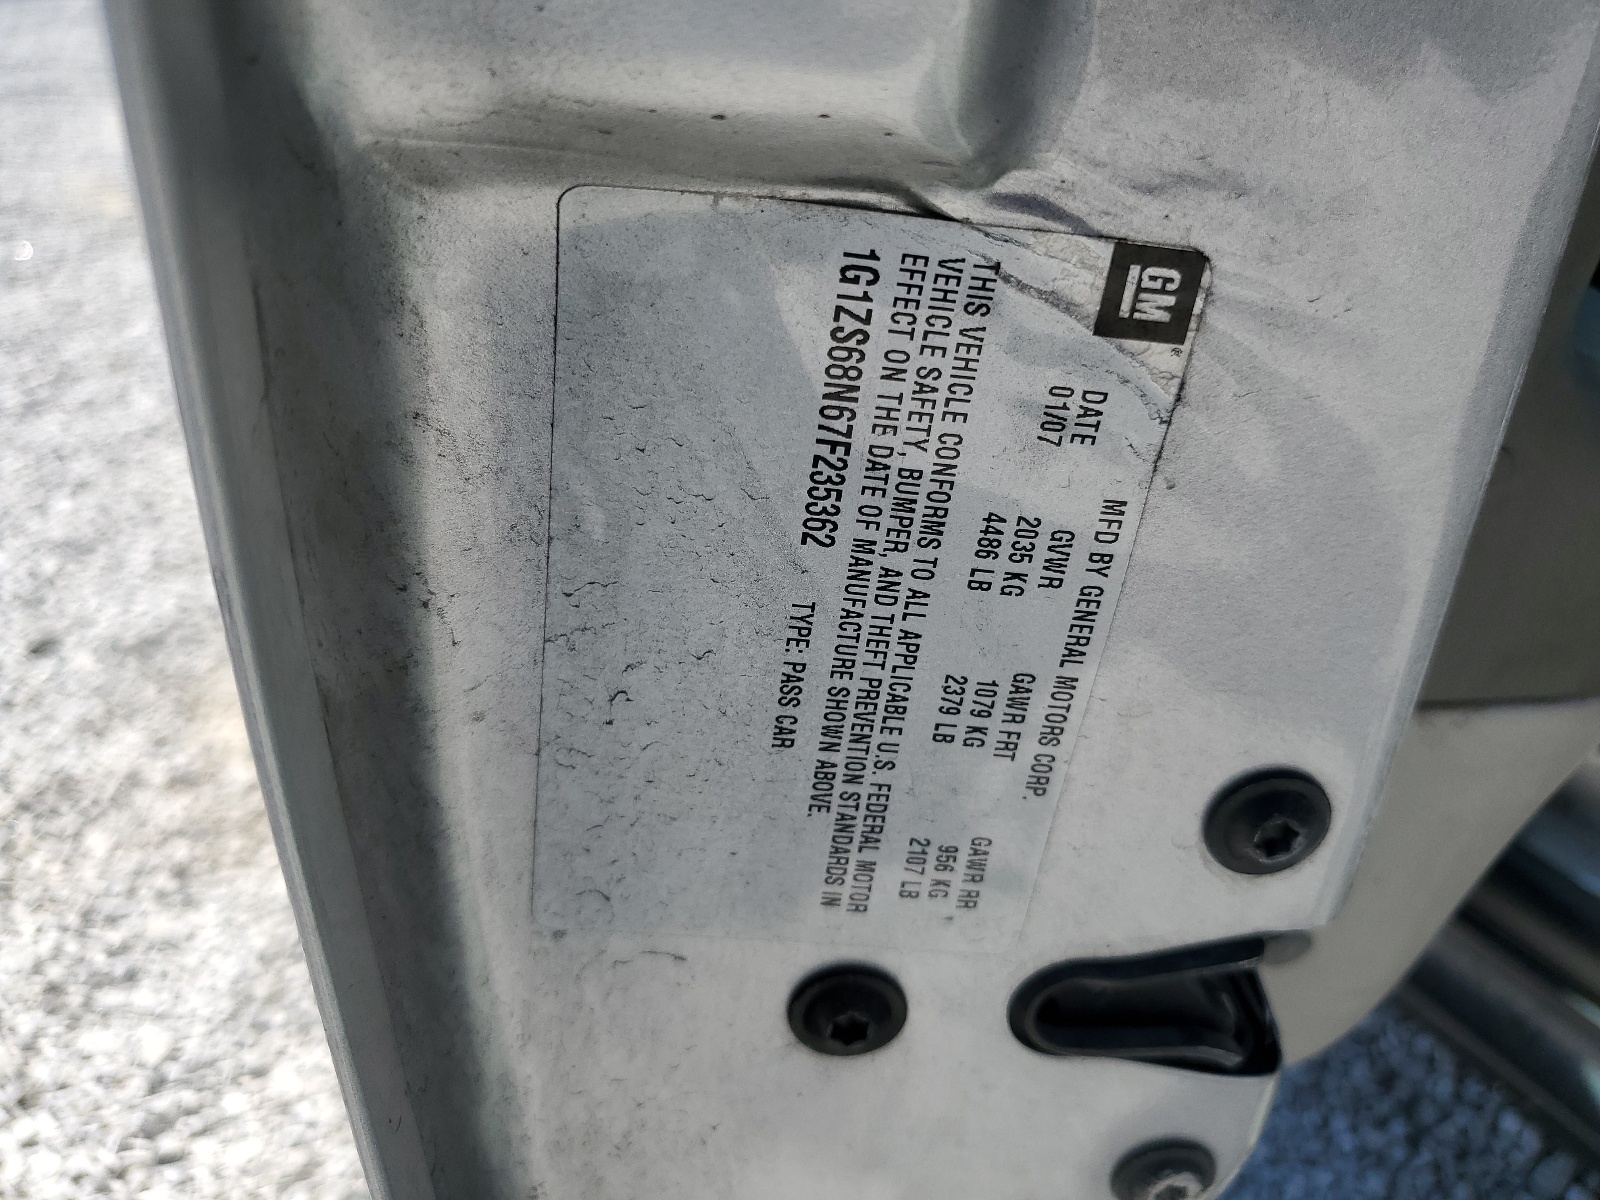 GM®
MFD BY GENERAL MOTORS CORP.
DATE GVWR GAWR FRT GAWR RR
01/07 2035 KG 1079 KG 956 KG
4486 LB 2379 LB 2107 LB
THIS VEHICLE CONFORMS TO ALL APPLICABLE U.S. FEDERAL MOTOR
VEHICLE SAFETY, BUMPER, AND THEFT PREVENTION STANDARDS IN
EFFECT ON THE DATE OF MANUFACTURE SHOWN ABOVE.
1G1ZS68N67F235362 TYPE: PASS CAR